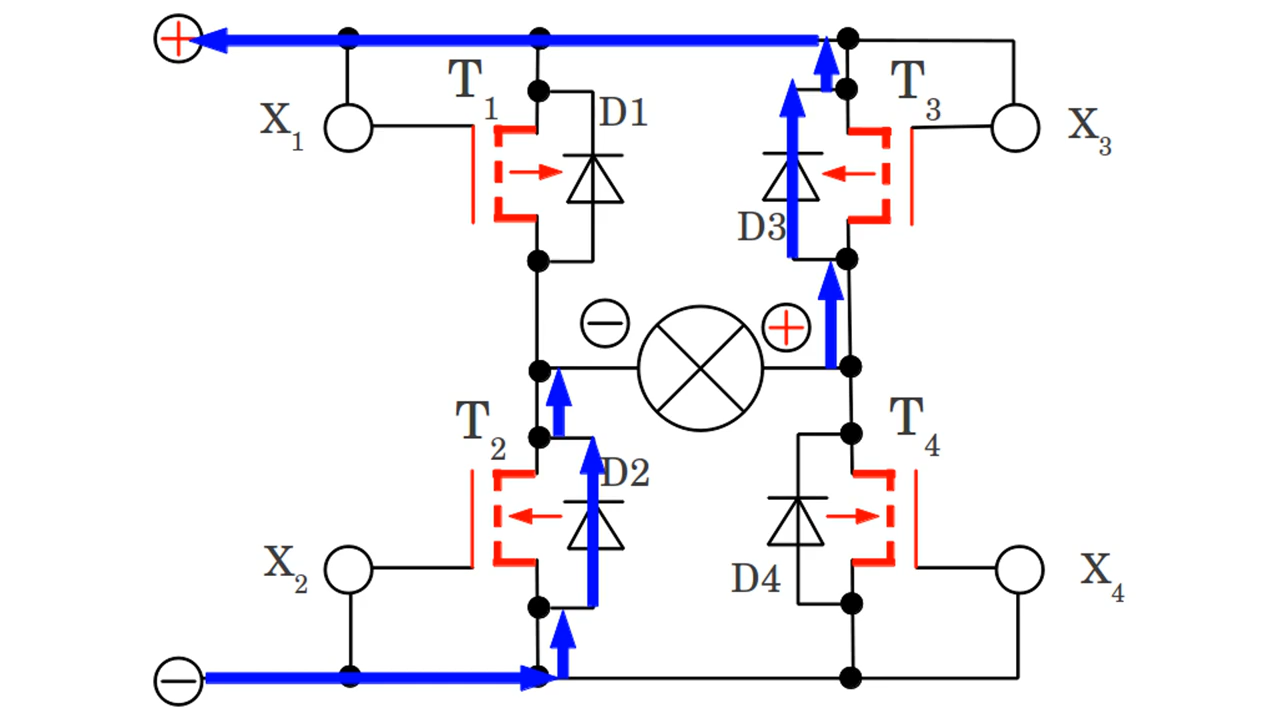 +
T1
D1
T3
X1
X3
D3
−
+
T2
T4
D2
X2
D4
X4
−